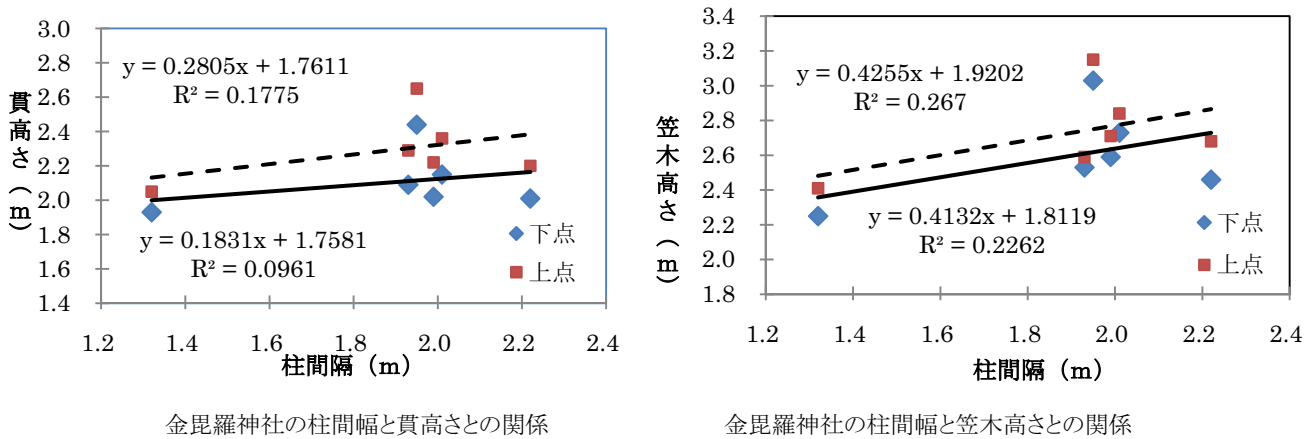 3.0
2.8
2.6
2.4
2.2
2.0
1.8
1.6
1.4
貫高さ（m）
y = 0.2805x + 1.7611
R² = 0.1775
y = 0.1831x + 1.7581
R² = 0.0961
下点
上点
1.2 1.4 1.6 1.8 2.0 2.2 2.4
柱間隔（m）
金毘羅神社の柱間幅と貫高さとの関係
3.4
3.2
3.0
2.8
2.6
2.4
2.2
2.0
1.8
笠木高さ（m）
y = 0.4255x + 1.9202
R² = 0.267
y = 0.4132x + 1.8119
R² = 0.2262
下点
上点
1.2 1.4 1.6 1.8 2.0 2.2 2.4
柱間隔（m）
金毘羅神社の柱間幅と笠木高さとの関係